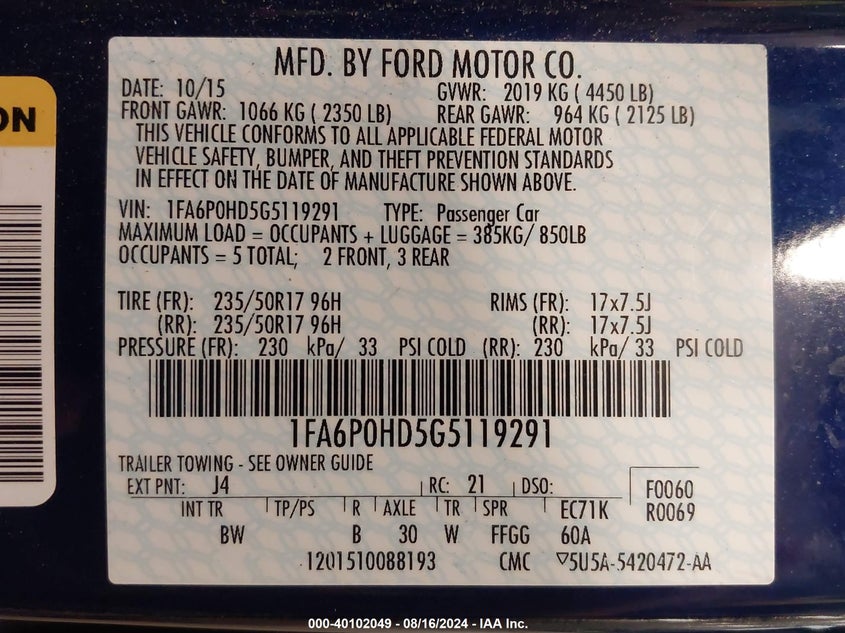 ON
MFD. BY FORD MOTOR CO.
DATE: 10/15 GVWR: 2019 KG ( 4450 LB)
FRONT GAWR: 1066 KG ( 2350 LB) REAR GAWR: 964 KG ( 2125 LB)
THIS VEHICLE CONFORMS TO ALL APPLICABLE FEDERAL MOTOR
VEHICLE SAFETY, BUMPER, AND THEFT PREVENTION STANDARDS
IN EFFECT ON THE DATE OF MANUFACTURE SHOWN ABOVE.
VIN: 1FA6P0HD5G5119291 TYPE: Passenger Car
MAXIMUM LOAD = OCCUPANTS + LUGGAGE = 385KG/ 850LB
OCCUPANTS = 5 TOTAL; 2 FRONT, 3 REAR
TIRE (FR): 235/50R17 96H RIMS (FR): 17x7.5J
(RR): 235/50R17 96H (RR): 17x7.5J
PRESSURE (FR): 230 kPa/ 33 PSI COLD (RR): 230 kPa/ 33 PSI COLD
1FA6P0HD5G5119291
TRAILER TOWING - SEE OWNER GUIDE
EXT PNT: J4 RC: 21 DSO: F0060
INT TR TP/PS R AXLE TR SPR EC71K R0069
BW B 30 W FFGG 60A
1201510088193 CMC ▽5U5A-5420472-AA
000-40102049 - 08/16/2024 - IAA Inc.